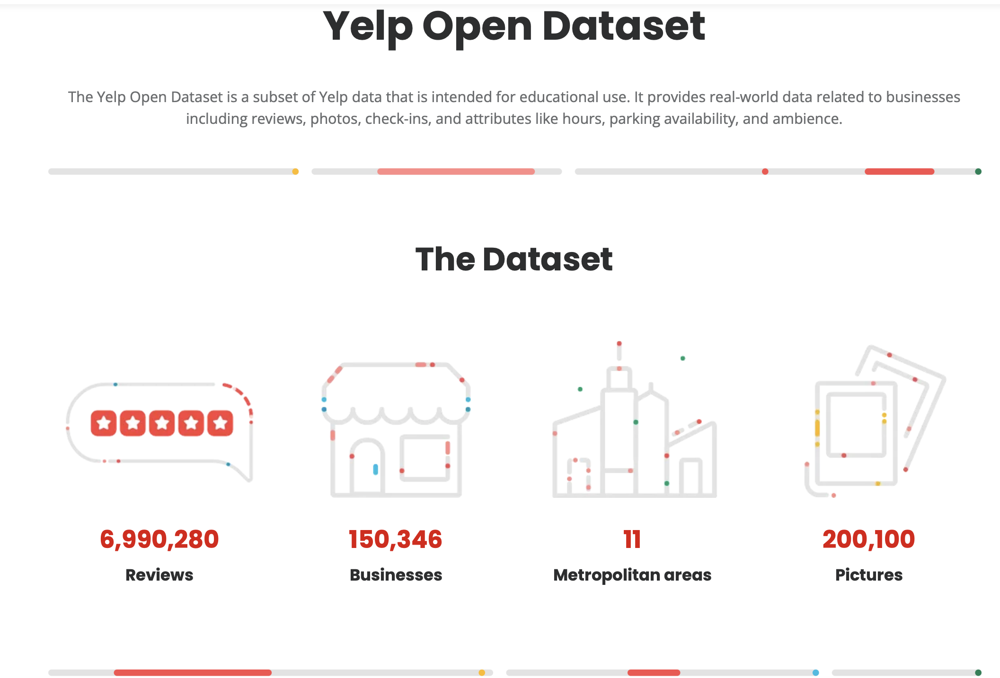 Yelp Open Dataset
The Yelp Open Dataset is a subset of Yelp data that is intended for educational use. It provides real-world data related to businesses
including reviews, photos, check-ins, and attributes like hours, parking availability, and ambience.
The Dataset
6,990,280
Reviews
150,346
Businesses
11
Metropolitan areas
200,100
Pictures